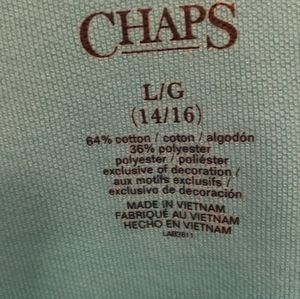 CHAPS
L/G
(14/16)
64% cotton / coton / algodón
36% polyester
polyester / poliéster
exclusive of decoration /
aux motifs exclusifs /
exclusivo de decoración
MADE IN VIETNAM
FABRIQUÉ AU VIETNAM
HECHO EN VIETNAM